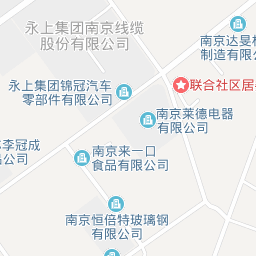 永上集团南京线缆
股份有限公司
南京达曼
制造有限
永上集团锦冠汽车
零部件有限公司
联合社区居
南京莱德电器
有限公司
李冠成
品公司
南京来一口
食品有限公司
南京恒倍特玻璃钢
有限公司